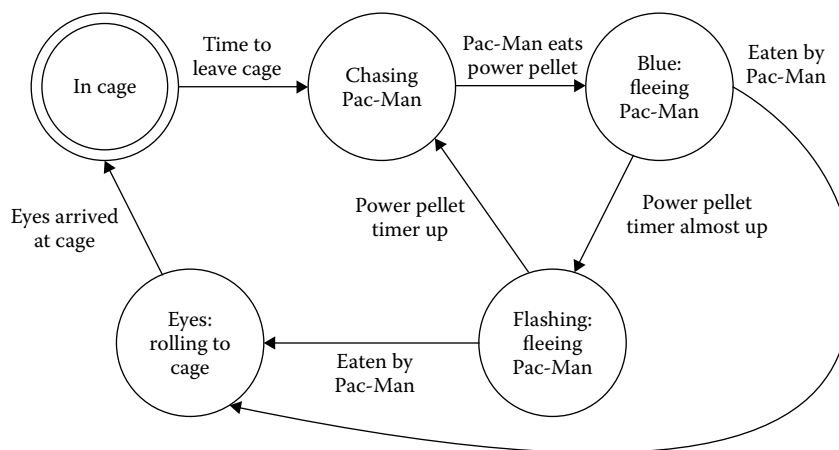 In cage
Time to
leave cage
Chasing
Pac-Man
Pac-Man eats
power pellet
Blue:
fleeing
Pac-Man
Eaten by
Pac-Man
Eyes arrived
at cage
Power pellet
timer up
Power pellet
timer almost up
Eyes:
rolling to
cage
Eaten by
Pac-Man
Flashing:
fleeing
Pac-Man